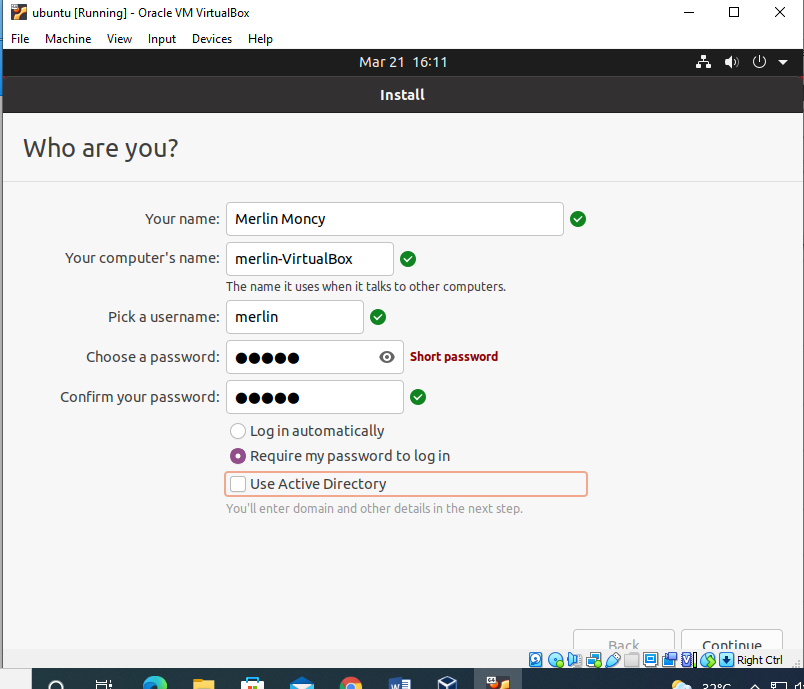 ubuntu [Running] - Oracle VM VirtualBox
File Machine View Input Devices Help
Mar 21 16:11
Install
Who are you?
Your name: Merlin Moncy
Your computer's name: merlin-VirtualBox
The name it uses when it talks to other computers.
Pick a username: merlin
Choose a password: ●●●●● Short password
Confirm your password: ●●●●●
Log in automatically
Require my password to log in
Use Active Directory
You'll enter domain and other details in the next step.
Back Continue
Right Ctrl
32°C